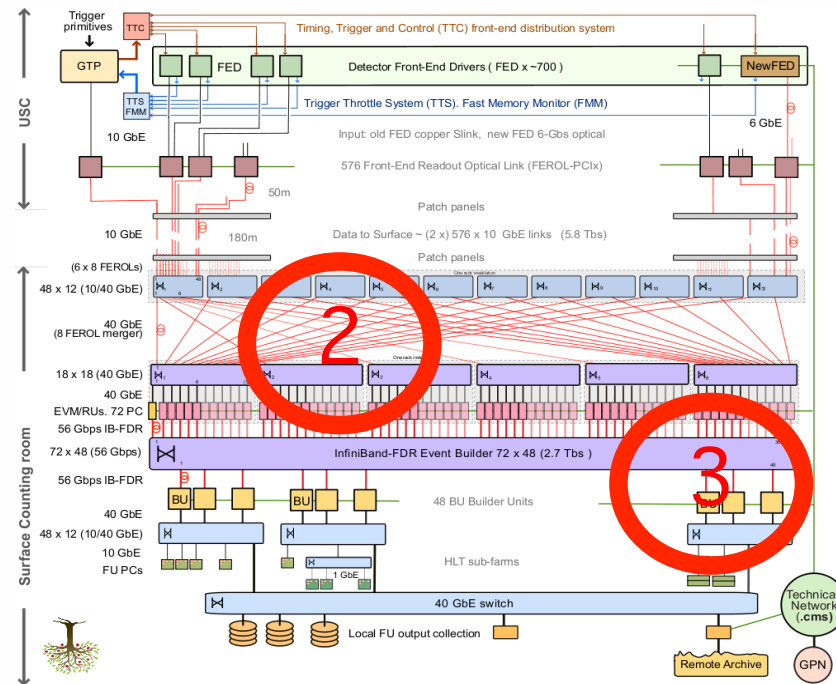 Trigger
primitives
TTC
Timing, Trigger and Control (TTC) front-end distribution system
GTP
FED
Detector Front-End Drivers ( FED x ~700 )
NewFED
TTS
FMM
Trigger Throttle System (TTS). Fast Memory Monitor (FMM)
USC
10 GbE
Input: old FED copper Slink, new FED 6-Gbs optical
6 GbE
576 Front-End Readout Optical Link (FEROL-PCIx)
50m
Patch panels
10 GbE
180m
Data to Surface ~ (2 x) 576 x 10 GbE links (5.8 Tbs)
Patch panels
(6 x 8 FEROLs)
48 x 12 (10/40 GbE)
40 GbE
(8 FEROL merger)
2
18 x 18 (40 GbE)
40 GbE
EVM/RUs. 72 PC
56 Gbps IB-FDR
72 x 48 (56 Gbps)
InfiniBand-FDR Event Builder 72 x 48 (2.7 Tbs )
3
56 Gbps IB-FDR
BU
BU
48 BU Builder Units
BU
40 GbE
48 x 12 (10/40 GbE)
10 GbE
FU PCs
1 GbE
HLT sub-farms
Surface Counting room
40 GbE switch
Technical
Network
(.cms)
Local FU output collection
Remote Archive
GPN